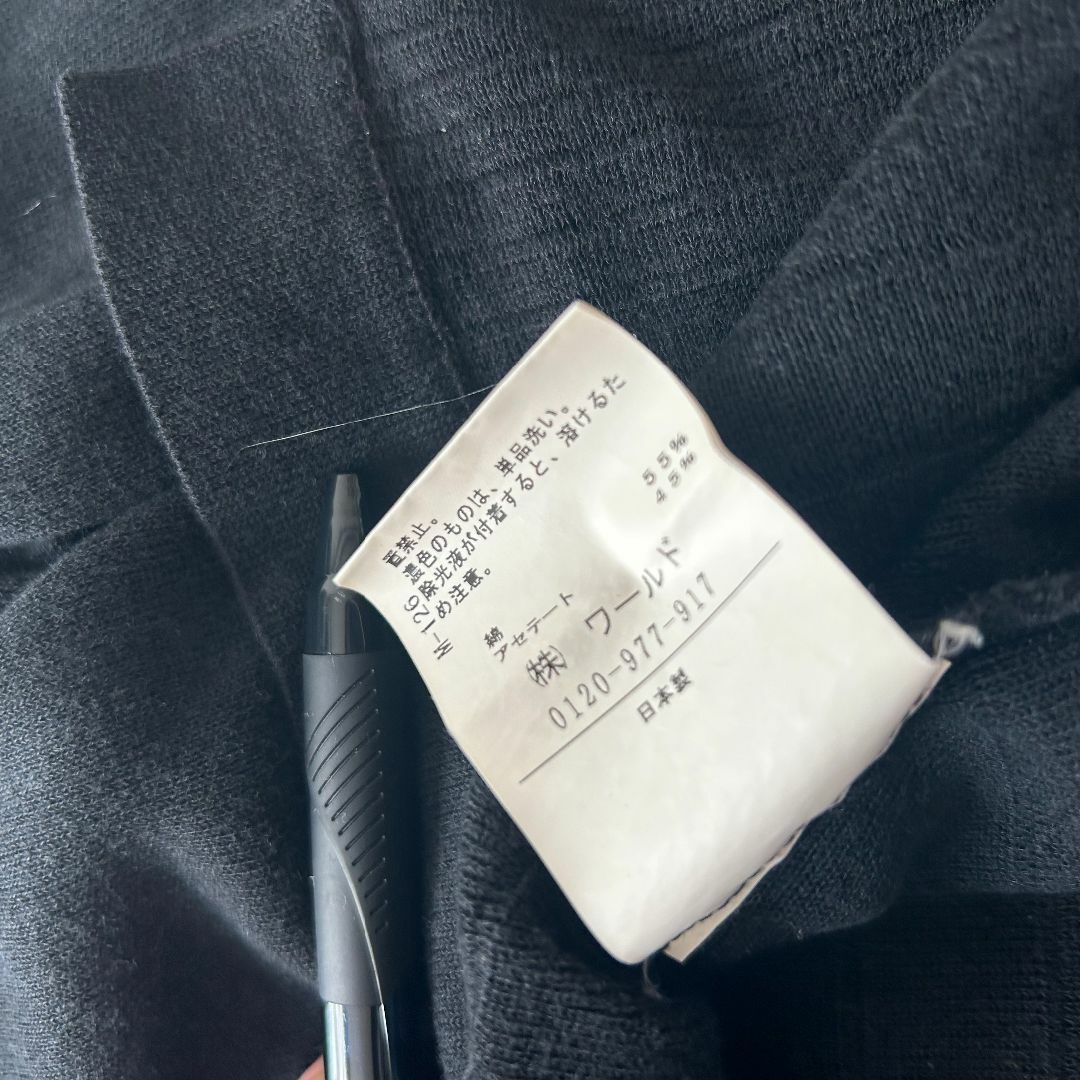 置禁止。
濃色のものは、単品洗い。
除光液が付着すると、溶けるた
め注意。
M-126
綿 55%
アセテート 45%
(株) ワールド
0120-977-917
日本製